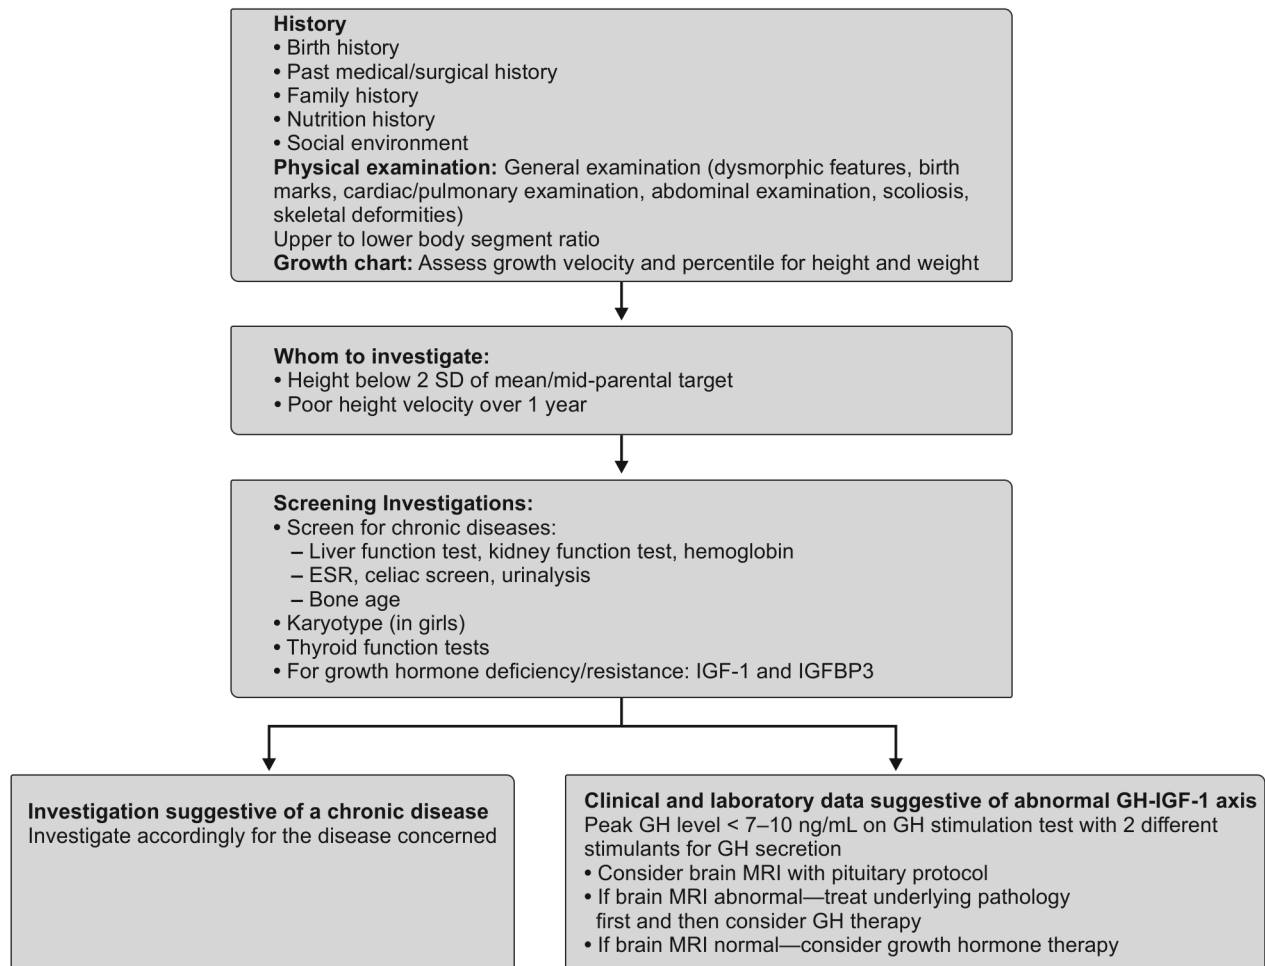 History
• Birth history
• Past medical/surgical history
• Family history
• Nutrition history
• Social environment
Physical examination: General examination (dysmorphic features, birth
marks, cardiac/pulmonary examination, abdominal examination, scoliosis,
skeletal deformities)
Upper to lower body segment ratio
Growth chart: Assess growth velocity and percentile for height and weight
Whom to investigate:
• Height below 2 SD of mean/mid-parental target
• Poor height velocity over 1 year
Screening Investigations:
• Screen for chronic diseases:
– Liver function test, kidney function test, hemoglobin
– ESR, celiac screen, urinalysis
– Bone age
• Karyotype (in girls)
• Thyroid function tests
• For growth hormone deficiency/resistance: IGF-1 and IGFBP3
Investigation suggestive of a chronic disease
Investigate accordingly for the disease concerned
Clinical and laboratory data suggestive of abnormal GH-IGF-1 axis
Peak GH level < 7–10 ng/mL on GH stimulation test with 2 different
stimulants for GH secretion
• Consider brain MRI with pituitary protocol
• If brain MRI abnormal—treat underlying pathology
first and then consider GH therapy
• If brain MRI normal—consider growth hormone therapy